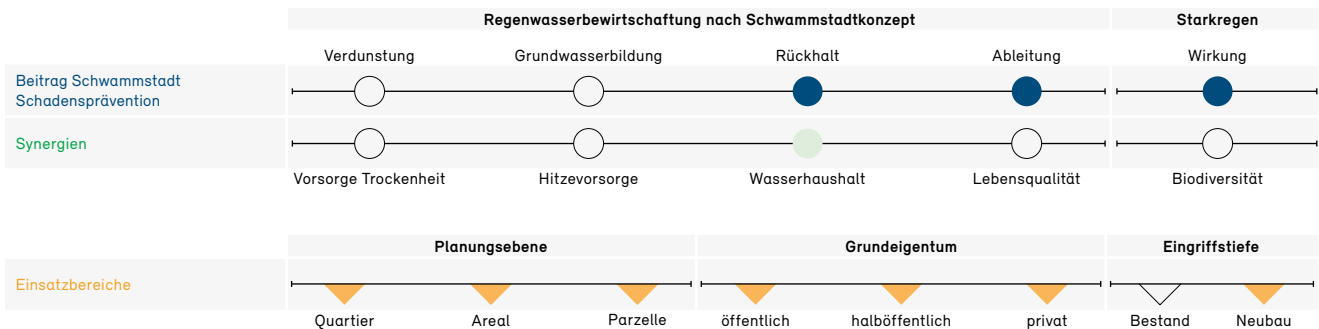 Regenwasserbewirtschaftung nach Schwammstadtkonzept Starkregen
Verdunstung Grundwasserbildung Rückhalt Ableitung Wirkung
Beitrag Schwammstadt
Schadensprävention
Synergien
Vorsorge Trockenheit Hitzevorsorge Wasserhaushalt Lebensqualität Biodiversität
Planungsebene Grundeigentum Eingriffstiefe
Einsatzbereiche
Quartier Areal Parzelle öffentlich halböffentlich privat Bestand Neubau